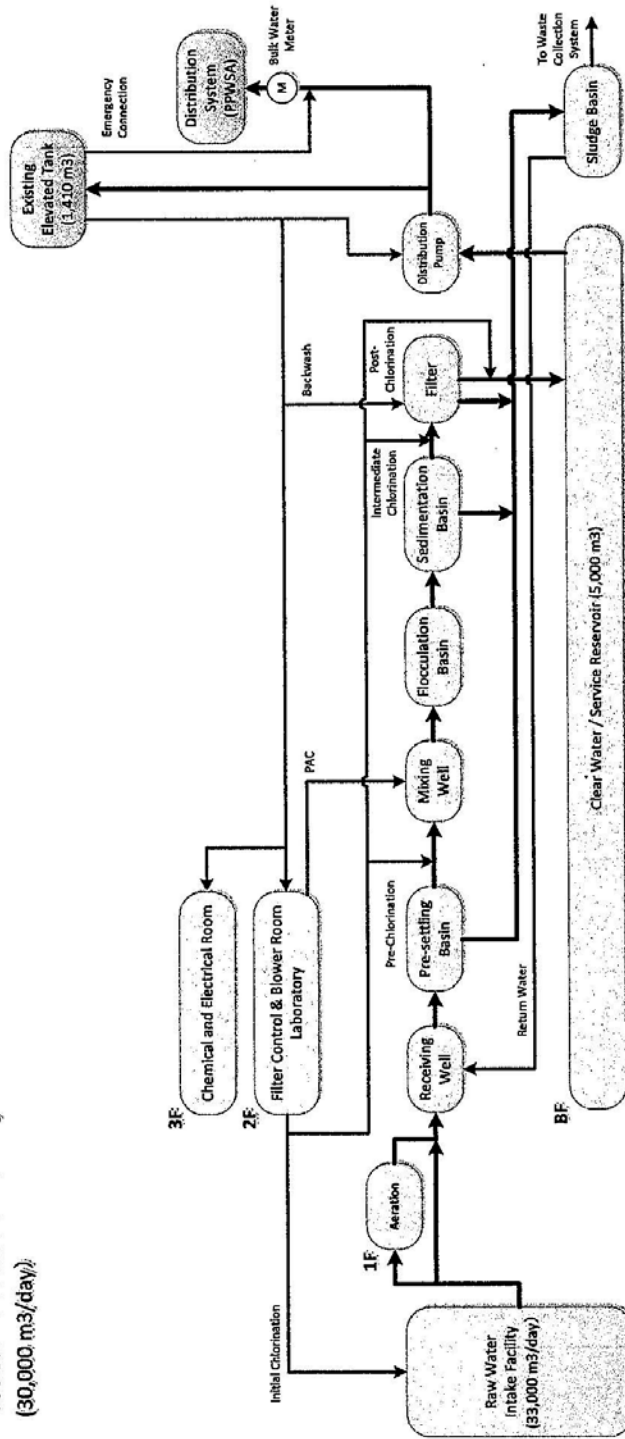 (30,000 m3/day)
3F
Chemical and Electrical Room
2F
Filter Control & Blower Room
Laboratory
Existing
Elevated Tank
(1,410 m3)
Emergency
Connection
Distribution
System
(PPWSA)
Bulk Water
Meter
M
Initial Chlorination
PAC
Pre-Chlorination
Backwash
Intermediate
Chlorination
Post-
Chlorination
1F
Aeration
Raw Water
Intake Facility
(33,000 m3/day)
Receiving
Well
Pre-settling
Basin
Mixing
Well
Flocculation
Basin
Sedimentation
Basin
Filter
Distribution
Pump
Return Water
BF
Clear Water / Service Reservoir (5,000 m3)
Sludge Basin
To Waste
Collection
System